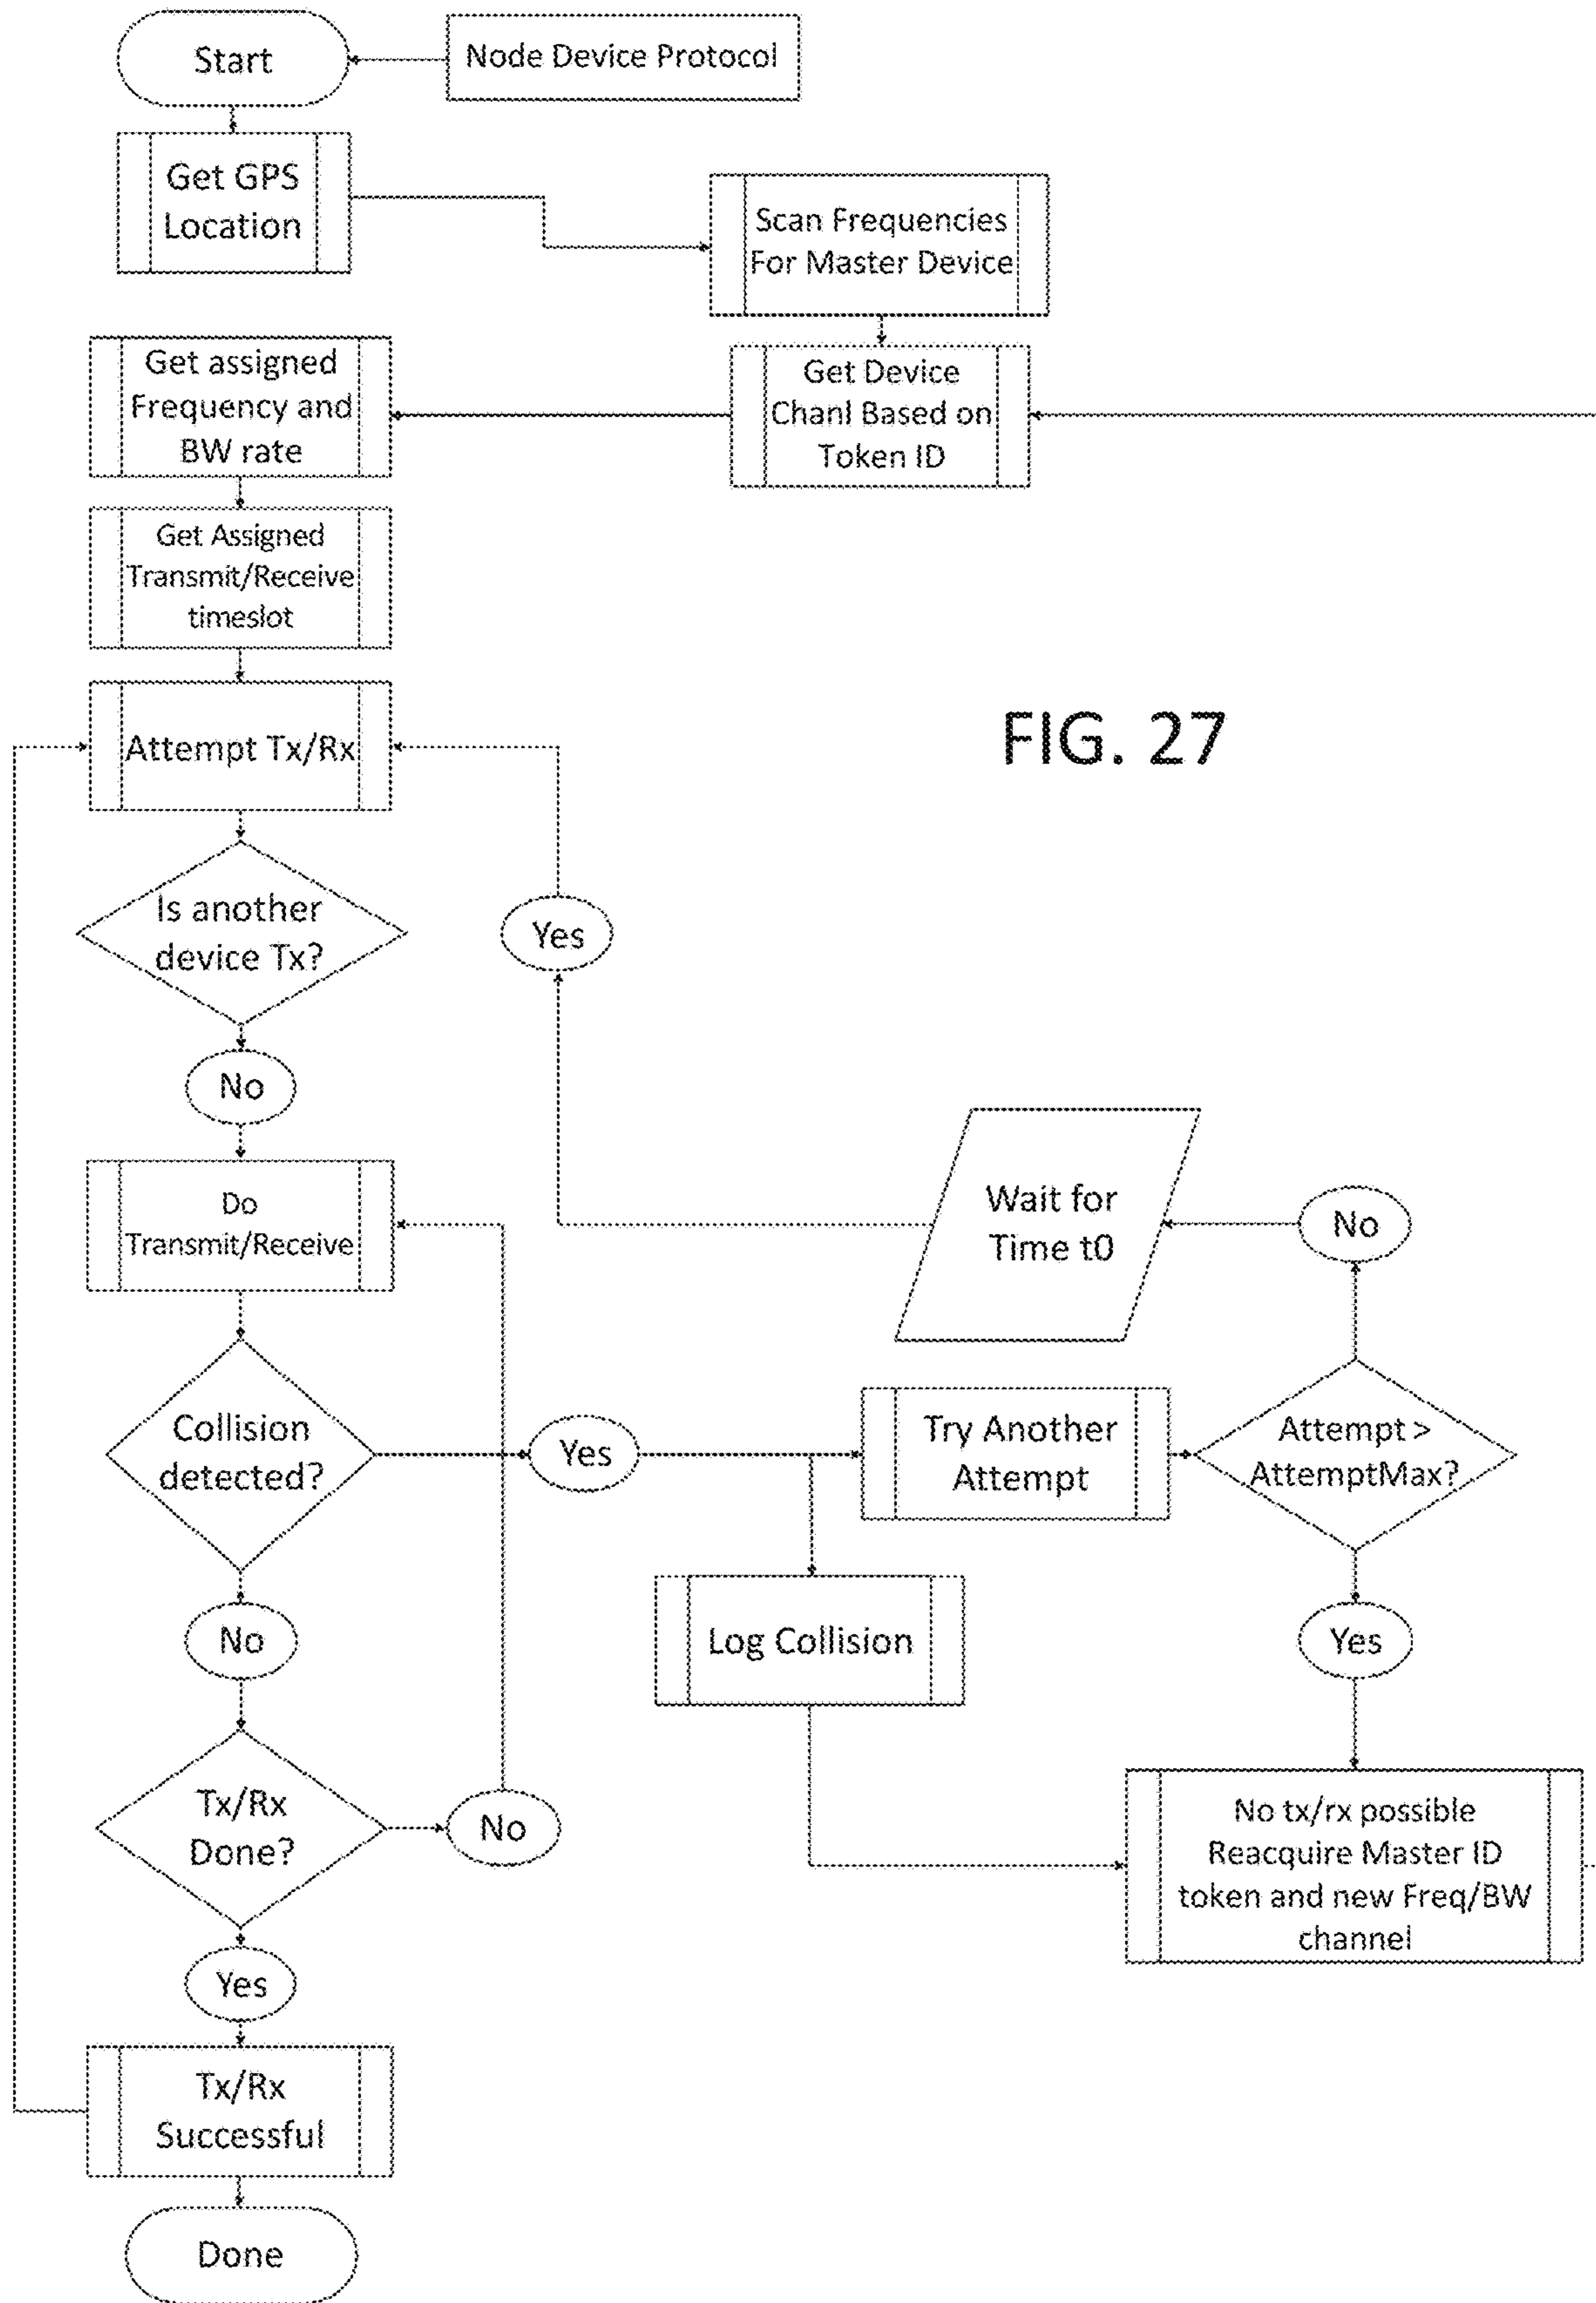 Start
Node Device Protocol
Get GPS
Location
Scan Frequencies
For Master Device
Get assigned
Frequency and
BW rate
Get Device
Chanl Based on
Token ID
Get Assigned
Transmit/Receive
timeslot
Attempt Tx/Rx
FIG. 27
Is another
device Tx?
Yes
No
Do
Transmit/Receive
Wait for
Time t0
No
Collision
detected?
Yes
Try Another
Attempt
Attempt >
AttemptMax?
No
Log Collision
Yes
Tx/Rx
Done?
No
No tx/rx possible
Reacquire Master ID
token and new Freq/BW
channel
Yes
Tx/Rx
Successful
Done